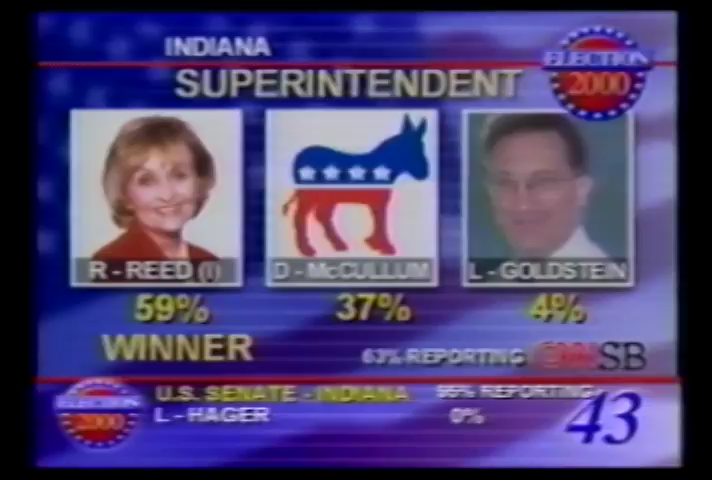 INDIANA
ELECTION
2000
SUPERINTENDENT
R - REED (I)
D - McCULLUM
L - GOLDSTEIN
59%
37%
4%
WINNER
63% REPORTING
SB
ELECTION
2000
U.S. SENATE - INDIANA
REPORTING
L - HAGER
0%
43